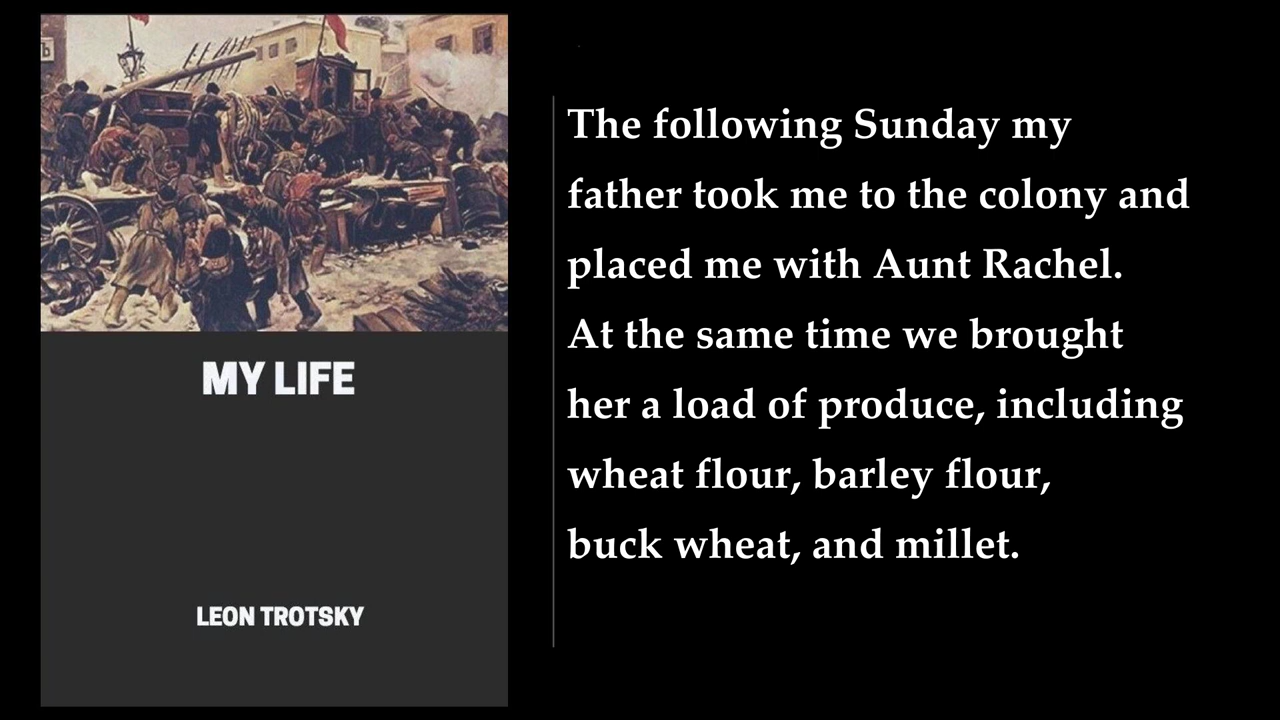 Ъ
MY LIFE
LEON TROTSKY
The following Sunday my
father took me to the colony and
placed me with Aunt Rachel.
At the same time we brought
her a load of produce, including
wheat flour, barley flour,
buck wheat, and millet.